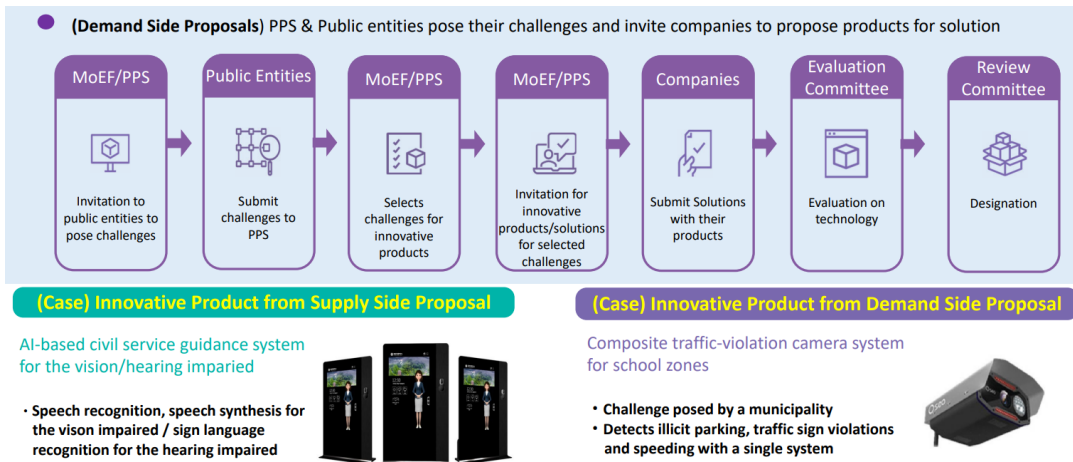 (Demand Side Proposals) PPS & Public entities pose their challenges and invite companies to propose products for solution
MoEF/PPS
Invitation to
public entities to
pose challenges
Public Entities
Submit
challenges to
PPS
MoEF/PPS
Selects
challenges for
innovative
products
MoEF/PPS
Invitation for
innovative
products/solutions
for selected
challenges
Companies
Submit Solutions
with their
products
Evaluation
Committee
Evaluation on
technology
Review
Committee
Designation
(Case) Innovative Product from Supply Side Proposal
AI-based civil service guidance system
for the vision/hearing imparied
· Speech recognition, speech synthesis for
the vison impaired / sign language
recognition for the hearing impaired
(Case) Innovative Product from Demand Side Proposal
Composite traffic-violation camera system
for school zones
• Challenge posed by a municipality
• Detects illicit parking, traffic sign violations
and speeding with a single system